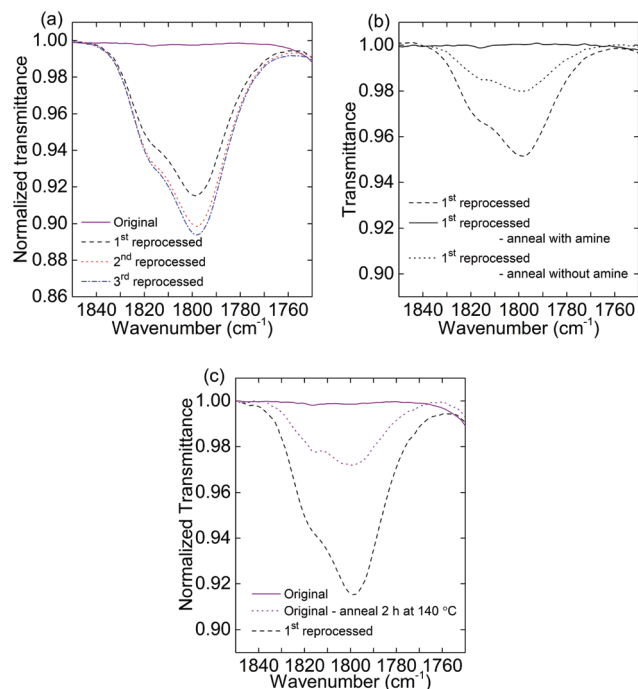 (a)
1.00
0.98
0.96
0.94
0.92
0.90
0.88
0.86
Normalized transmittance
Original
1st reprocessed
2nd reprocessed
3rd reprocessed
1840 1820 1800 1780 1760
Wavenumber (cm-1)
(b)
1.00
0.98
0.96
0.94
0.92
0.90
Transmittance
1st reprocessed
1st reprocessed
- anneal with amine
1st reprocessed
- anneal without amine
1840 1820 1800 1780 1760
Wavenumber (cm-1)
(c)
1.00
0.98
0.96
0.94
0.92
0.90
Normalized Transmittance
Original
Original - anneal 2 h at 140 °C
1st reprocessed
1840 1820 1800 1780 1760
Wavenumber (cm-1)